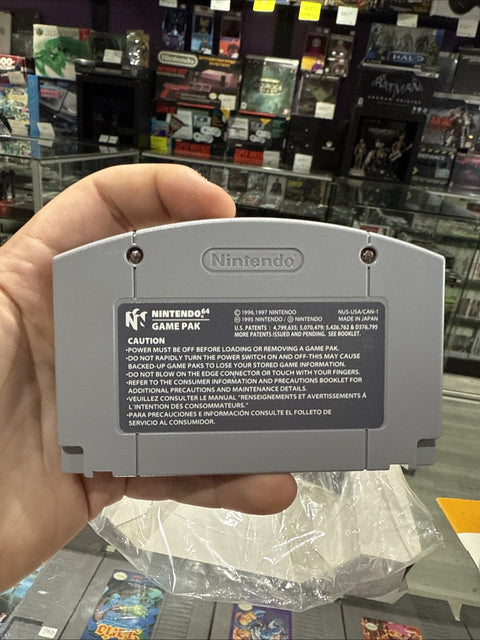 Nintendo
HALO
BATMAN
Nintendo
NINTENDO64
GAME PAK
© 1996, 1997 NINTENDO
Ⓜ 1995 NINTENDO / Ⓓ NINTENDO
NUS-USA/CAN-1
MADE IN JAPAN
U.S. PATENTS : 4,799,635; 5,070,479; 5,426,762 & D376,795
MORE PATENTS ISSUED AND PENDING. SEE BOOKLET.
CAUTION
•POWER MUST BE OFF BEFORE LOADING OR REMOVING A GAME PAK.
•DO NOT RAPIDLY TURN THE POWER SWITCH ON AND OFF-THIS MAY CAUSE
BACKED-UP GAME PAKS TO LOSE YOUR STORED GAME INFORMATION.
•DO NOT BLOW ON THE EDGE CONNECTOR OR TOUCH WITH YOUR FINGERS.
•REFER TO THE CONSUMER INFORMATION AND PRECAUTIONS BOOKLET FOR
ADDITIONAL PRECAUTIONS AND MAINTENANCE DETAILS.
•VEUILLEZ CONSULTER LE MANUAL "RENSEIGNEMENTS ET AVERTISSEMENTS À
L'INTENTION DES CONSOMMATEURS."
•PARA PRECAUCIONES E INFORMACIÓN CONSULTE EL FOLLETO DE
SERVICIO AL CONSUMIDOR.